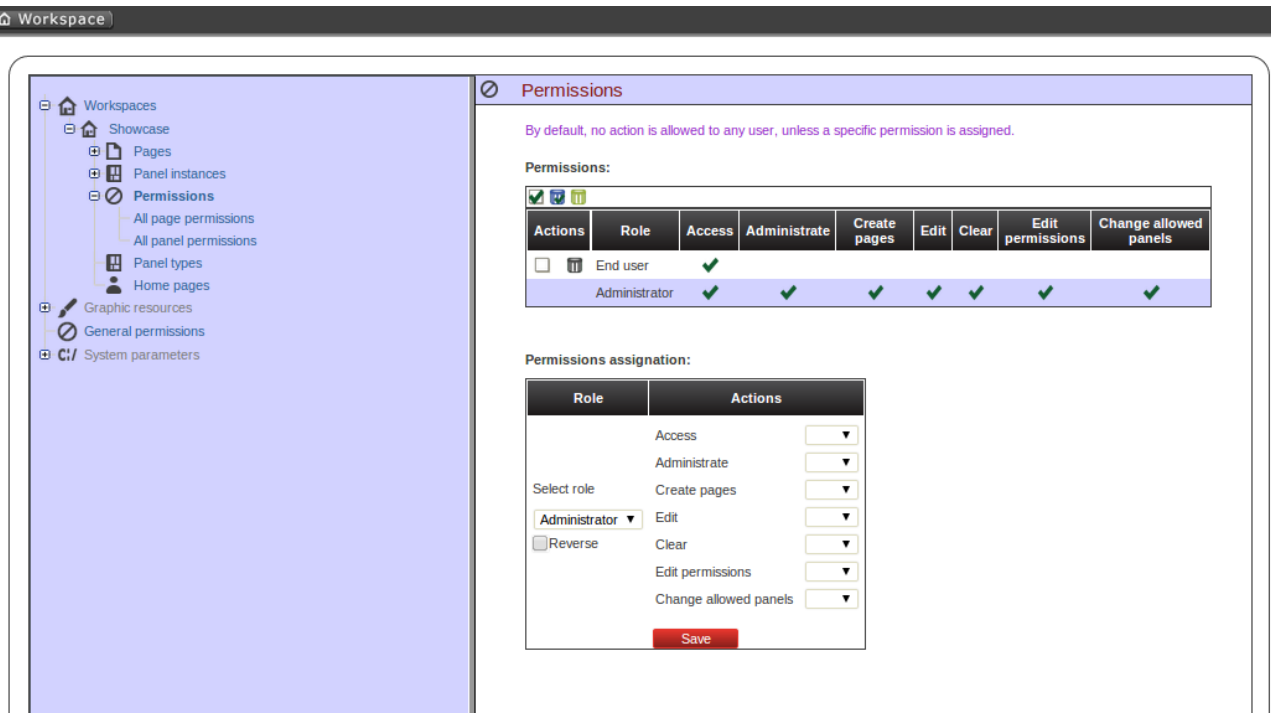 Workspace
Workspaces
Showcase
Pages
Panel instances
Permissions
All page permissions
All panel permissions
Panel types
Home pages
Graphic resources
General permissions
C:/ System parameters
Permissions
By default, no action is allowed to any user, unless a specific permission is assigned.
Permissions:
Actions Role Access Administrate Create pages Edit Clear Edit permissions Change allowed panels
End user
Administrator
Permissions assignation:
Role Actions
Access
Administrate
Select role
Create pages
Administrator
Edit
Reverse
Clear
Edit permissions
Change allowed panels
Save